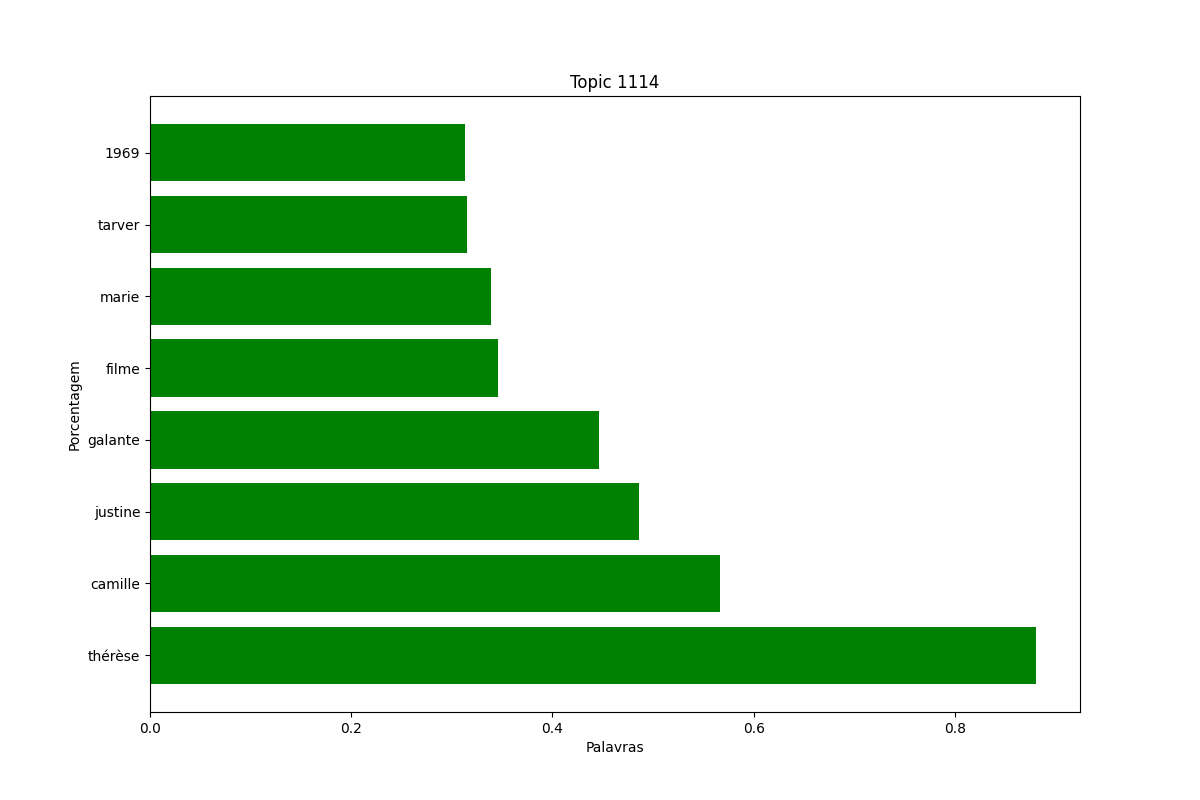 Topic 1114
1969
tarver
marie
filme
galante
justine
camille
thérèse
Porcentagem
0.0 0.2 0.4 0.6 0.8
Palavras